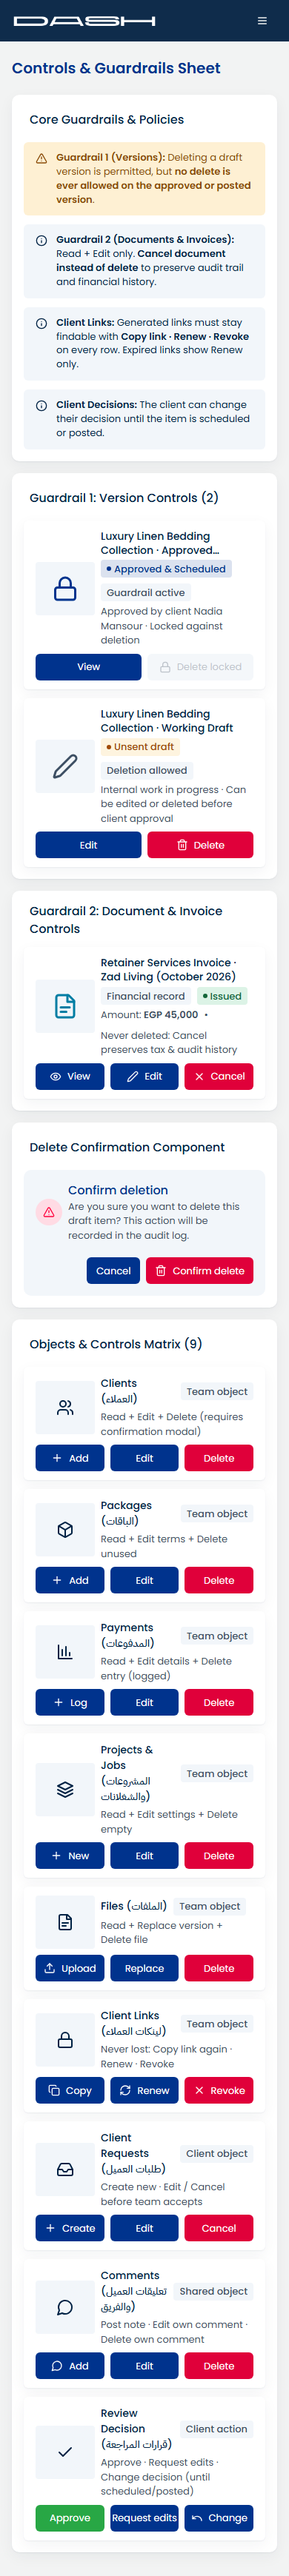 DASH
Controls & Guardrails Sheet
Core Guardrails & Policies
Guardrail 1 (Versions): Deleting a draft
version is permitted, but no delete is
ever allowed on the approved or posted
version.
Guardrail 2 (Documents & Invoices):
Read + Edit only. Cancel document
instead of delete to preserve audit trail
and financial history.
Client Links: Generated links must stay
findable with Copy link · Renew · Revoke
on every row. Expired links show Renew
only.
Client Decisions: The client can change
their decision until the item is scheduled
or posted.
Guardrail 1: Version Controls (2)
Luxury Linen Bedding
Collection · Approved…
Approved & Scheduled
Guardrail active
Approved by client Nadia
Mansour · Locked against
deletion
View
Delete locked
Luxury Linen Bedding
Collection · Working Draft
Unsent draft
Deletion allowed
Internal work in progress · Can
be edited or deleted before
client approval
Edit
Delete
Guardrail 2: Document & Invoice
Controls
Retainer Services Invoice ·
Zad Living (October 2026)
Financial record
Issued
Amount: EGP 45,000 •
Never deleted: Cancel
preserves tax & audit history
View
Edit
Cancel
Delete Confirmation Component
Confirm deletion
Are you sure you want to delete this
draft item? This action will be
recorded in the audit log.
Cancel
Confirm delete
Objects & Controls Matrix (9)
Clients
(العملاء)
Team object
Read + Edit + Delete (requires
confirmation modal)
Add
Edit
Delete
Packages
(الباقات)
Team object
Read + Edit terms + Delete
unused
Add
Edit
Delete
Payments
(المدفوعات)
Team object
Read + Edit details + Delete
entry (logged)
Log
Edit
Delete
Projects &
Jobs
(المشروعات
والشغلانات)
Team object
Read + Edit settings + Delete
empty
New
Edit
Delete
Files (الملفات)
Team object
Read + Replace version +
Delete file
Upload
Replace
Delete
Client Links
(لينكات العملاء)
Team object
Never lost: Copy link again ·
Renew · Revoke
Copy
Renew
Revoke
Client
Requests
(طلبات العميل)
Client object
Create new · Edit / Cancel
before team accepts
Create
Edit
Cancel
Comments
(تعليقات العميل
والفريق)
Shared object
Post note · Edit own comment ·
Delete own comment
Add
Edit
Delete
Review
Decision
(قرارات المراجعة)
Client action
Approve · Request edits ·
Change decision (until
scheduled/posted)
Approve
Request edits
Change